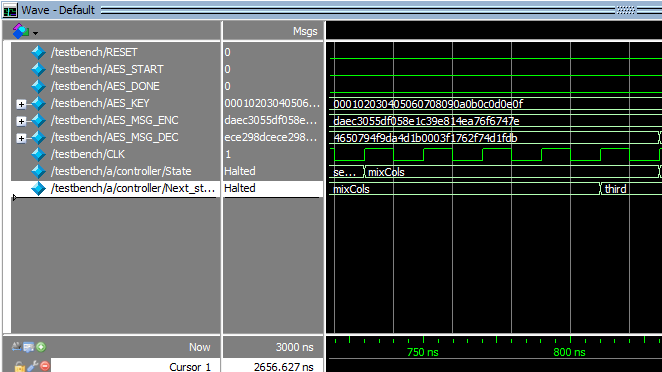 Wave - Default
Msgs
/testbench/RESET 0
/testbench/AES_START 0
/testbench/AES_DONE 0
/testbench/AES_KEY 00010203040506... 000102030405060708090a0b0c0d0e0f
/testbench/AES_MSG_ENC daec3055df058e... daec3055df058e1c39e814ea76f6747e
/testbench/AES_MSG_DEC ece298dcece298... 4650794f9da4d1b0003f1762f74d1fdb
/testbench/CLK 1
/testbench/a/controller/State Halted se... mixCols
/testbench/a/controller/Next_st... Halted mixCols third
Now 3000 ns 750 ns 800 ns
Cursor 1 2656.627 ns